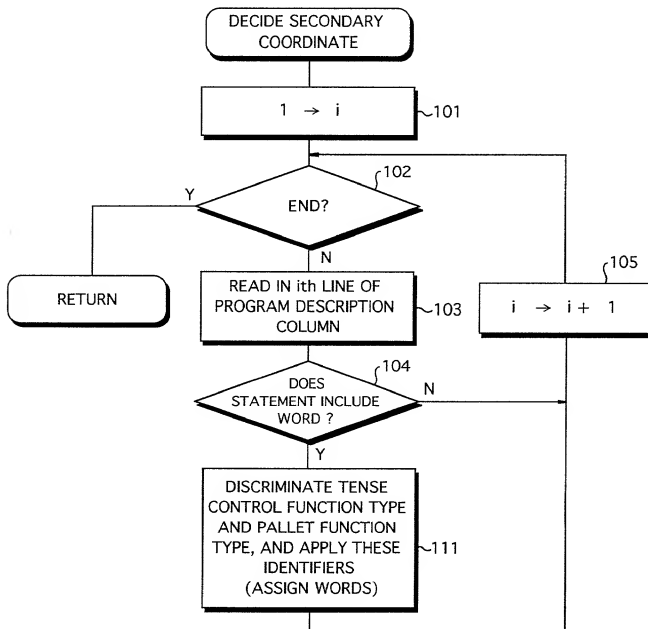 DECIDE SECONDARY
COORDINATE
1 → i
101
102
Y
END?
N
RETURN
READ IN ith LINE OF
PROGRAM DESCRIPTION
COLUMN
103
105
i → i + 1
104
DOES
STATEMENT INCLUDE
WORD ?
N
Y
DISCRIMINATE TENSE
CONTROL FUNCTION TYPE
AND PALLET FUNCTION
TYPE, AND APPLY THESE
IDENTIFIERS
(ASSIGN WORDS)
111